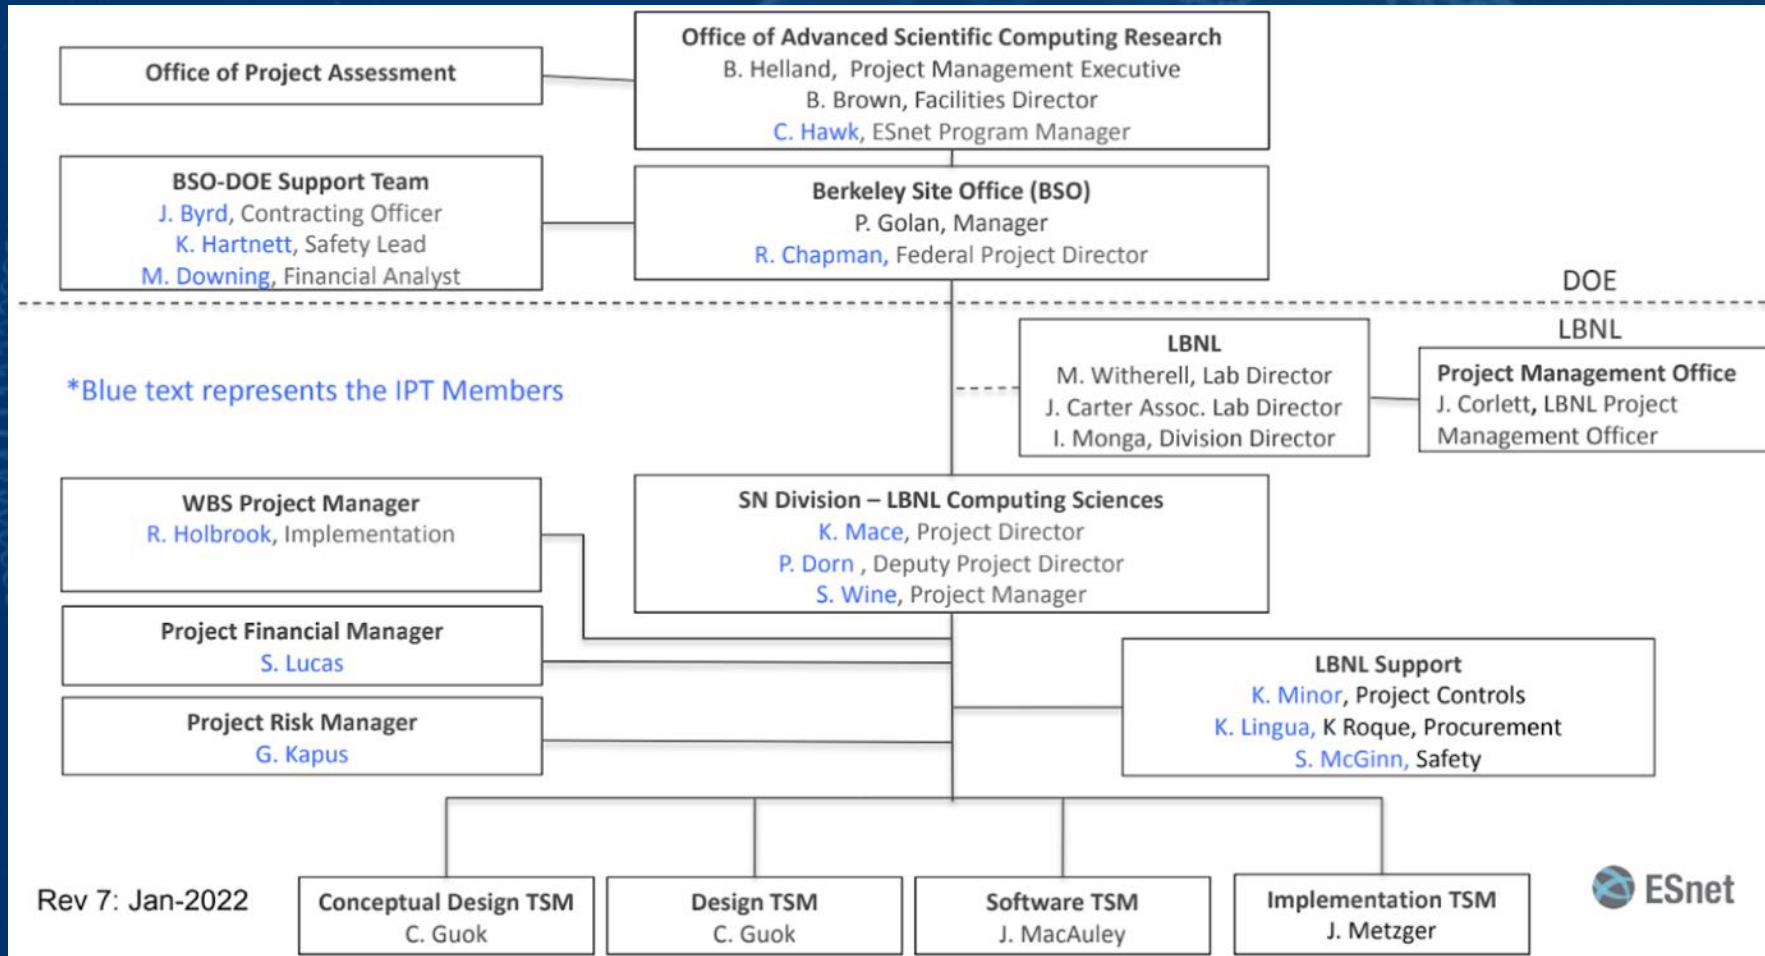 Office of Project Assessment
Office of Advanced Scientific Computing Research
B. Helland, Project Management Executive
B. Brown, Facilities Director
C. Hawk, ESnet Program Manager
BSO-DOE Support Team
J. Byrd, Contracting Officer
K. Hartnett, Safety Lead
M. Downing, Financial Analyst
Berkeley Site Office (BSO)
P. Golan, Manager
R. Chapman, Federal Project Director
DOE
LBNL
*Blue text represents the IPT Members
LBNL
M. Witherell, Lab Director
J. Carter Assoc. Lab Director
I. Monga, Division Director
Project Management Office
J. Corlett, LBNL Project
Management Officer
WBS Project Manager
R. Holbrook, Implementation
SN Division – LBNL Computing Sciences
K. Mace, Project Director
P. Dorn , Deputy Project Director
S. Wine, Project Manager
Project Financial Manager
S. Lucas
Project Risk Manager
G. Kapus
LBNL Support
K. Minor, Project Controls
K. Lingua, K Roque, Procurement
S. McGinn, Safety
Rev 7: Jan-2022
Conceptual Design TSM
C. Guok
Design TSM
C. Guok
Software TSM
J. MacAuley
Implementation TSM
J. Metzger
ESnet